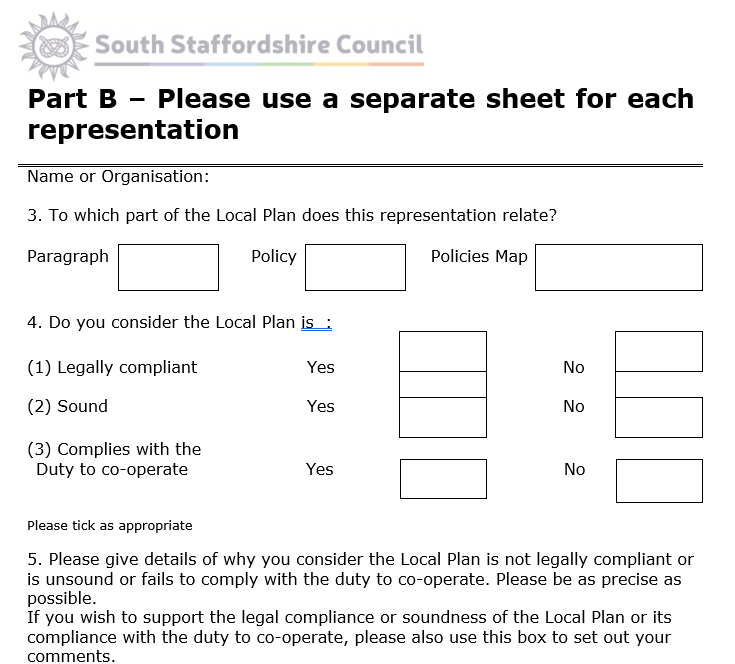 South Staffordshire Council
Part B – Please use a separate sheet for each
representation
Name or Organisation:
3. To which part of the Local Plan does this representation relate?
Paragraph Policy Policies Map
4. Do you consider the Local Plan is :
(1) Legally compliant Yes No
(2) Sound Yes No
(3) Complies with the
Duty to co-operate Yes No
Please tick as appropriate
5. Please give details of why you consider the Local Plan is not legally compliant or
is unsound or fails to comply with the duty to co-operate. Please be as precise as
possible.
If you wish to support the legal compliance or soundness of the Local Plan or its
compliance with the duty to co-operate, please also use this box to set out your
comments.